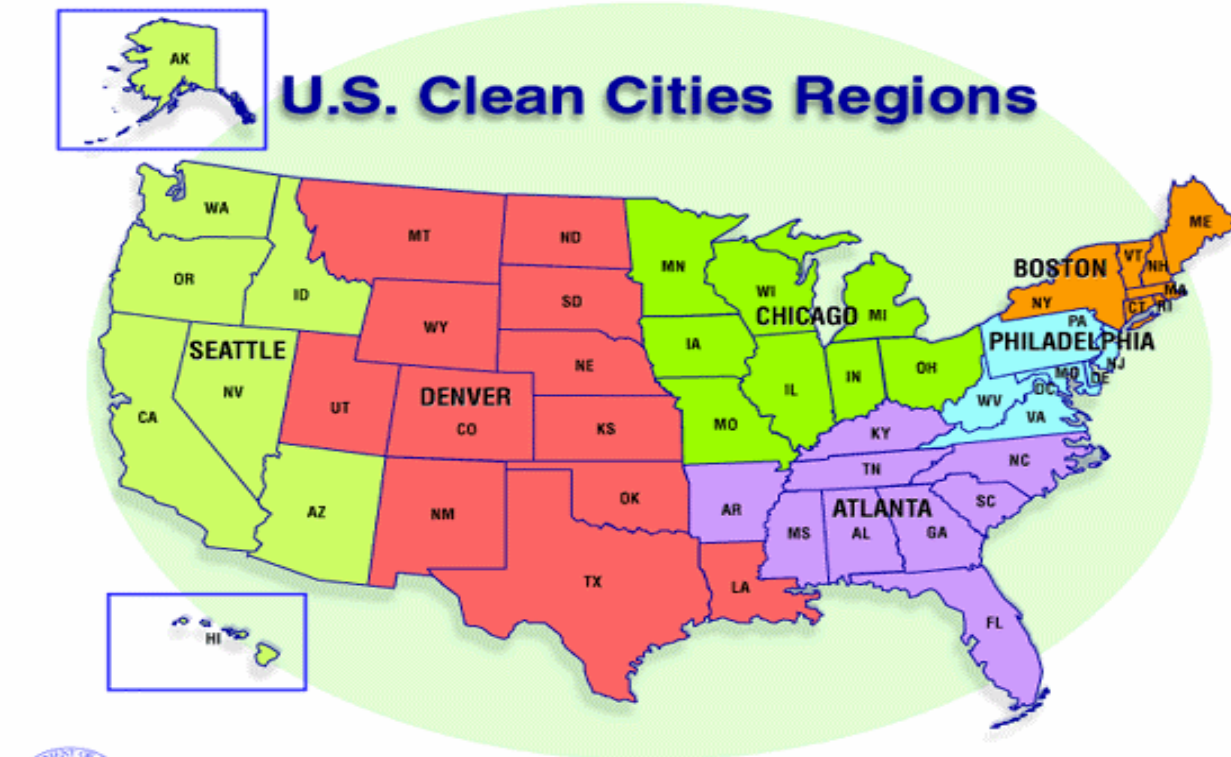 AK
U.S. Clean Cities Regions
WA
MT
ND
MN
ME
VT
NH
OR
ID
SD
WI
BOSTON
MA
NY
CT
RI
WY
CHICAGO
MI
PA
SEATTLE
IA
PHILADELPHIA
NE
NJ
NV
UT
DENVER
IL
IN
OH
DE
DC
WV
CA
CO
KS
MO
VA
KY
NC
TN
AZ
NM
OK
AR
ATLANTA
SC
MS
AL
GA
TX
LA
HI
FL